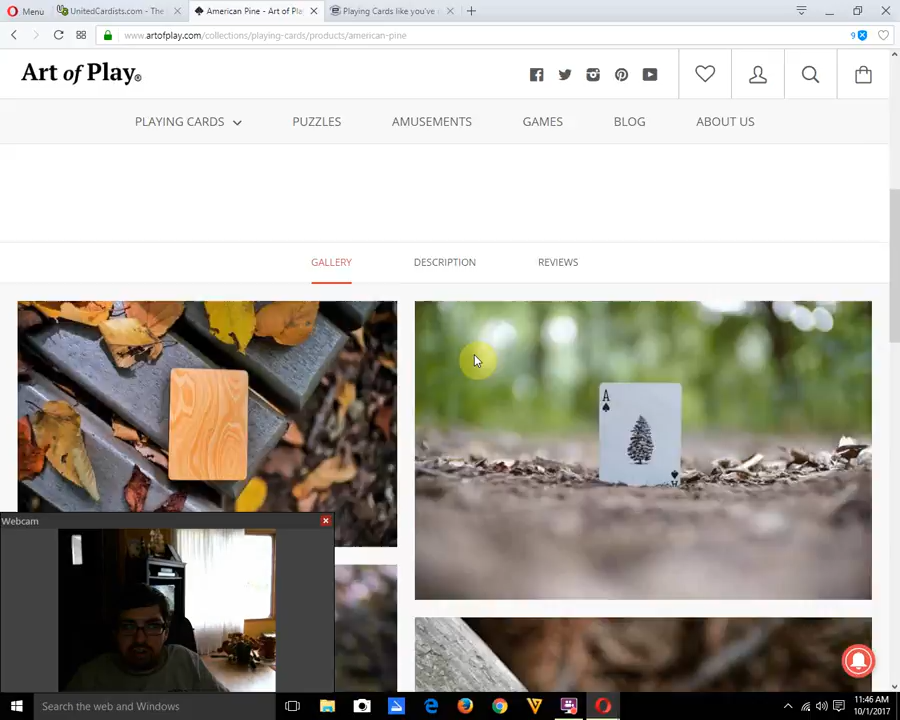 Menu
UnitedCardists.com - The
American Pine - Art of Pla
Playing Cards like you've
www.artofplay.com/collections/playing-cards/products/american-pine
9
Art of Play®
PLAYING CARDS
PUZZLES
AMUSEMENTS
GAMES
BLOG
ABOUT US
GALLERY
DESCRIPTION
REVIEWS
A
Webcam
Search the web and Windows
11:46 AM
10/1/2017